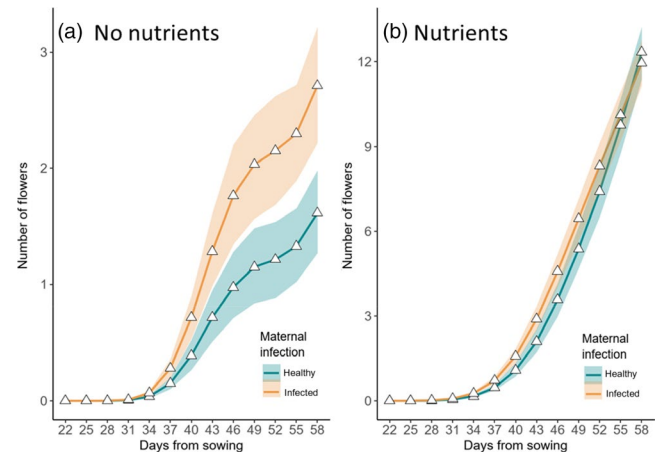 (a) No nutrients
3
2
1
0
Number of flowers
Maternal
infection
Healthy
Infected
22 25 28 31 34 37 40 43 46 49 52 55 58
Days from sowing
(b) Nutrients
12
9
6
3
0
Number of flowers
Maternal
infection
Healthy
Infected
22 25 28 31 34 37 40 43 46 49 52 55 58
Days from sowing